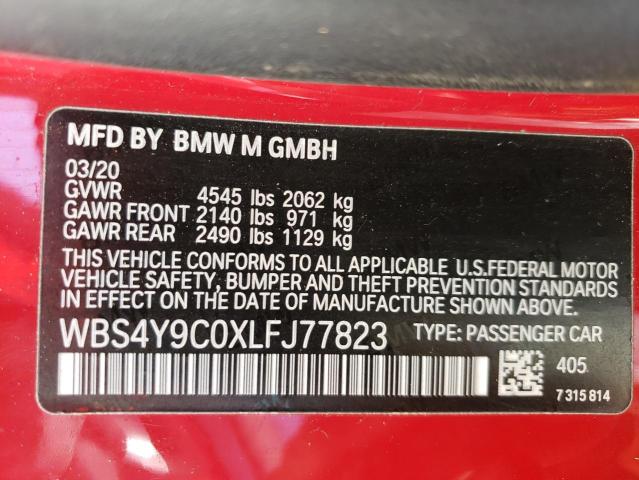 MFD BY BMW M GMBH
03/20
GVWR 4545 lbs 2062 kg
GAWR FRONT 2140 lbs 971 kg
GAWR REAR 2490 lbs 1129 kg
THIS VEHICLE CONFORMS TO ALL APPLICABLE U.S.FEDERAL MOTOR
VEHICLE SAFETY, BUMPER AND THEFT PREVENTION STANDARDS
IN EFFECT ON THE DATE OF MANUFACTURE SHOWN ABOVE.
WBS4Y9C0XLFJ77823 TYPE: PASSENGER CAR
405
7 315 814